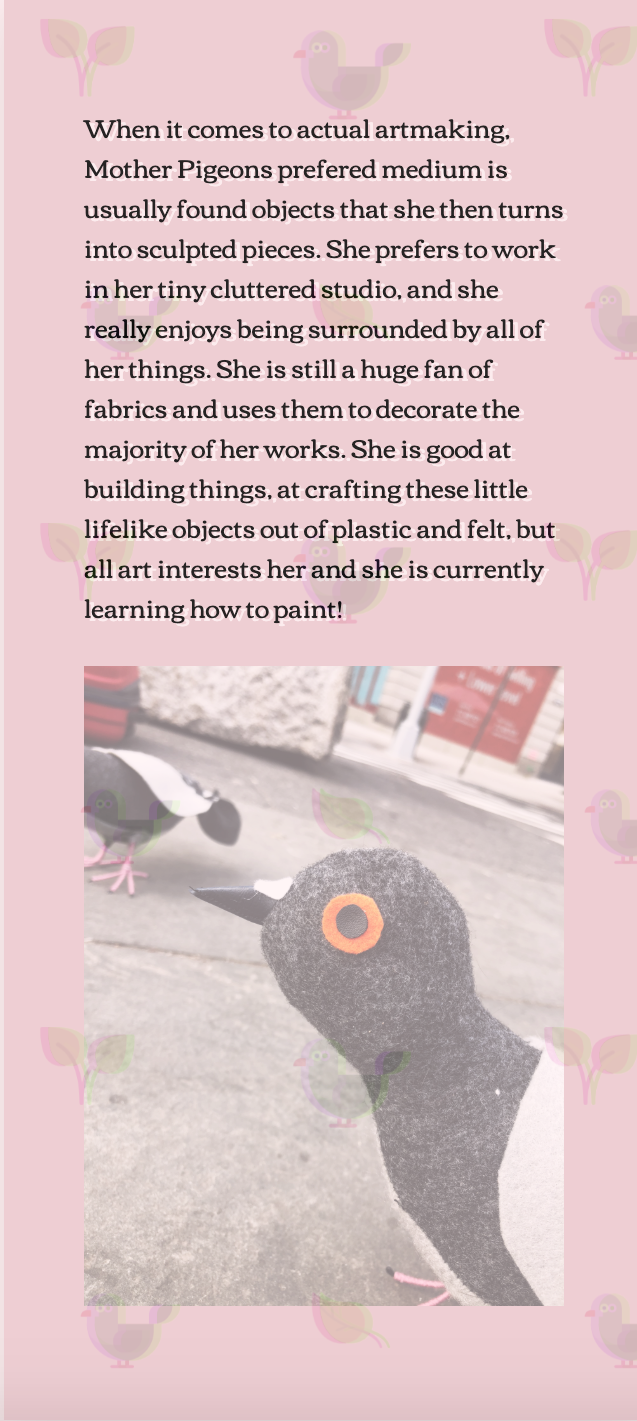 When it comes to actual artmaking,
Mother Pigeons prefered medium is
usually found objects that she then turns
into sculpted pieces. She prefers to work
in her tiny cluttered studio, and she
really enjoys being surrounded by all of
her things. She is still a huge fan of
fabrics and uses them to decorate the
majority of her works. She is good at
building things, at crafting these little
lifelike objects out of plastic and felt, but
all art interests her and she is currently
learning how to paint!